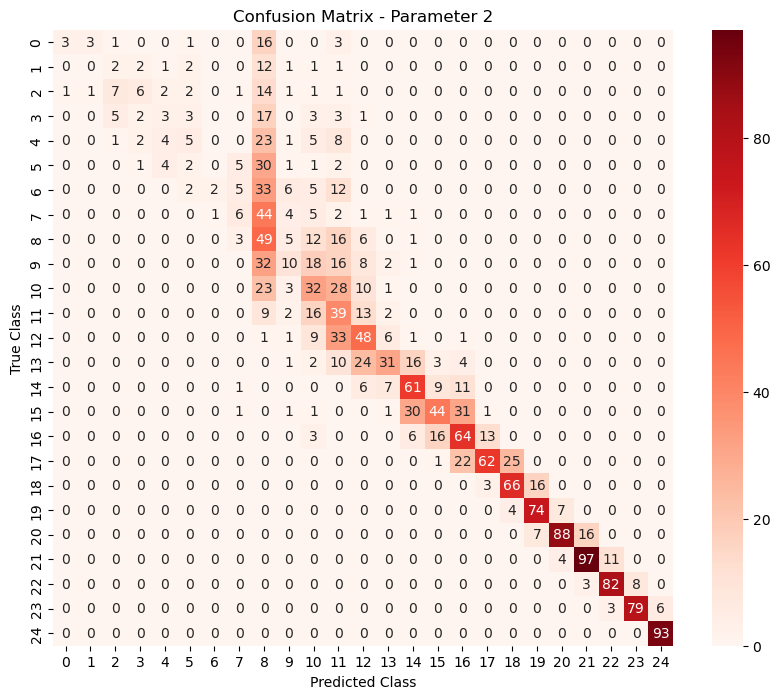 Confusion Matrix - Parameter 2
True Class
0 3 3 1 0 0 1 0 0 16 0 0 3 0 0 0 0 0 0 0 0 0 0 0 0 0
1 0 0 2 2 1 2 0 0 12 1 1 1 0 0 0 0 0 0 0 0 0 0 0 0 0
2 1 1 7 6 2 2 0 1 14 1 1 1 0 0 0 0 0 0 0 0 0 0 0 0 0
3 0 0 5 2 3 3 0 0 17 0 3 3 1 0 0 0 0 0 0 0 0 0 0 0 0
4 0 0 1 2 4 5 0 0 23 1 5 8 0 0 0 0 0 0 0 0 0 0 0 0 0
5 0 0 0 1 4 2 0 5 30 1 1 2 0 0 0 0 0 0 0 0 0 0 0 0 0
6 0 0 0 0 0 2 2 5 33 6 5 12 0 0 0 0 0 0 0 0 0 0 0 0 0
7 0 0 0 0 0 0 1 6 44 4 5 2 1 1 1 0 0 0 0 0 0 0 0 0 0
8 0 0 0 0 0 0 0 3 49 5 12 16 6 0 1 0 0 0 0 0 0 0 0 0 0
9 0 0 0 0 0 0 0 0 32 10 18 16 8 2 1 0 0 0 0 0 0 0 0 0 0
10 0 0 0 0 0 0 0 0 23 3 32 28 10 1 0 0 0 0 0 0 0 0 0 0 0
11 0 0 0 0 0 0 0 0 9 2 16 39 13 2 0 0 0 0 0 0 0 0 0 0 0
12 0 0 0 0 0 0 0 0 1 1 9 33 48 6 1 0 1 0 0 0 0 0 0 0 0
13 0 0 0 0 0 0 0 0 0 1 2 10 24 31 16 3 4 0 0 0 0 0 0 0 0
14 0 0 0 0 0 0 0 1 0 0 0 0 6 7 61 9 11 0 0 0 0 0 0 0 0
15 0 0 0 0 0 0 0 1 0 1 1 0 0 1 30 44 31 1 0 0 0 0 0 0 0
16 0 0 0 0 0 0 0 0 0 0 3 0 0 0 6 16 64 13 0 0 0 0 0 0 0
17 0 0 0 0 0 0 0 0 0 0 0 0 0 0 0 1 22 62 25 0 0 0 0 0 0
18 0 0 0 0 0 0 0 0 0 0 0 0 0 0 0 0 0 3 66 16 0 0 0 0 0
19 0 0 0 0 0 0 0 0 0 0 0 0 0 0 0 0 0 0 4 74 7 0 0 0 0
20 0 0 0 0 0 0 0 0 0 0 0 0 0 0 0 0 0 0 0 7 88 16 0 0 0
21 0 0 0 0 0 0 0 0 0 0 0 0 0 0 0 0 0 0 0 0 4 97 11 0 0
22 0 0 0 0 0 0 0 0 0 0 0 0 0 0 0 0 0 0 0 0 0 3 82 8 0
23 0 0 0 0 0 0 0 0 0 0 0 0 0 0 0 0 0 0 0 0 0 0 3 79 6
24 0 0 0 0 0 0 0 0 0 0 0 0 0 0 0 0 0 0 0 0 0 0 0 0 93
0 1 2 3 4 5 6 7 8 9 10 11 12 13 14 15 16 17 18 19 20 21 22 23 24
Predicted Class
80
60
40
20
0